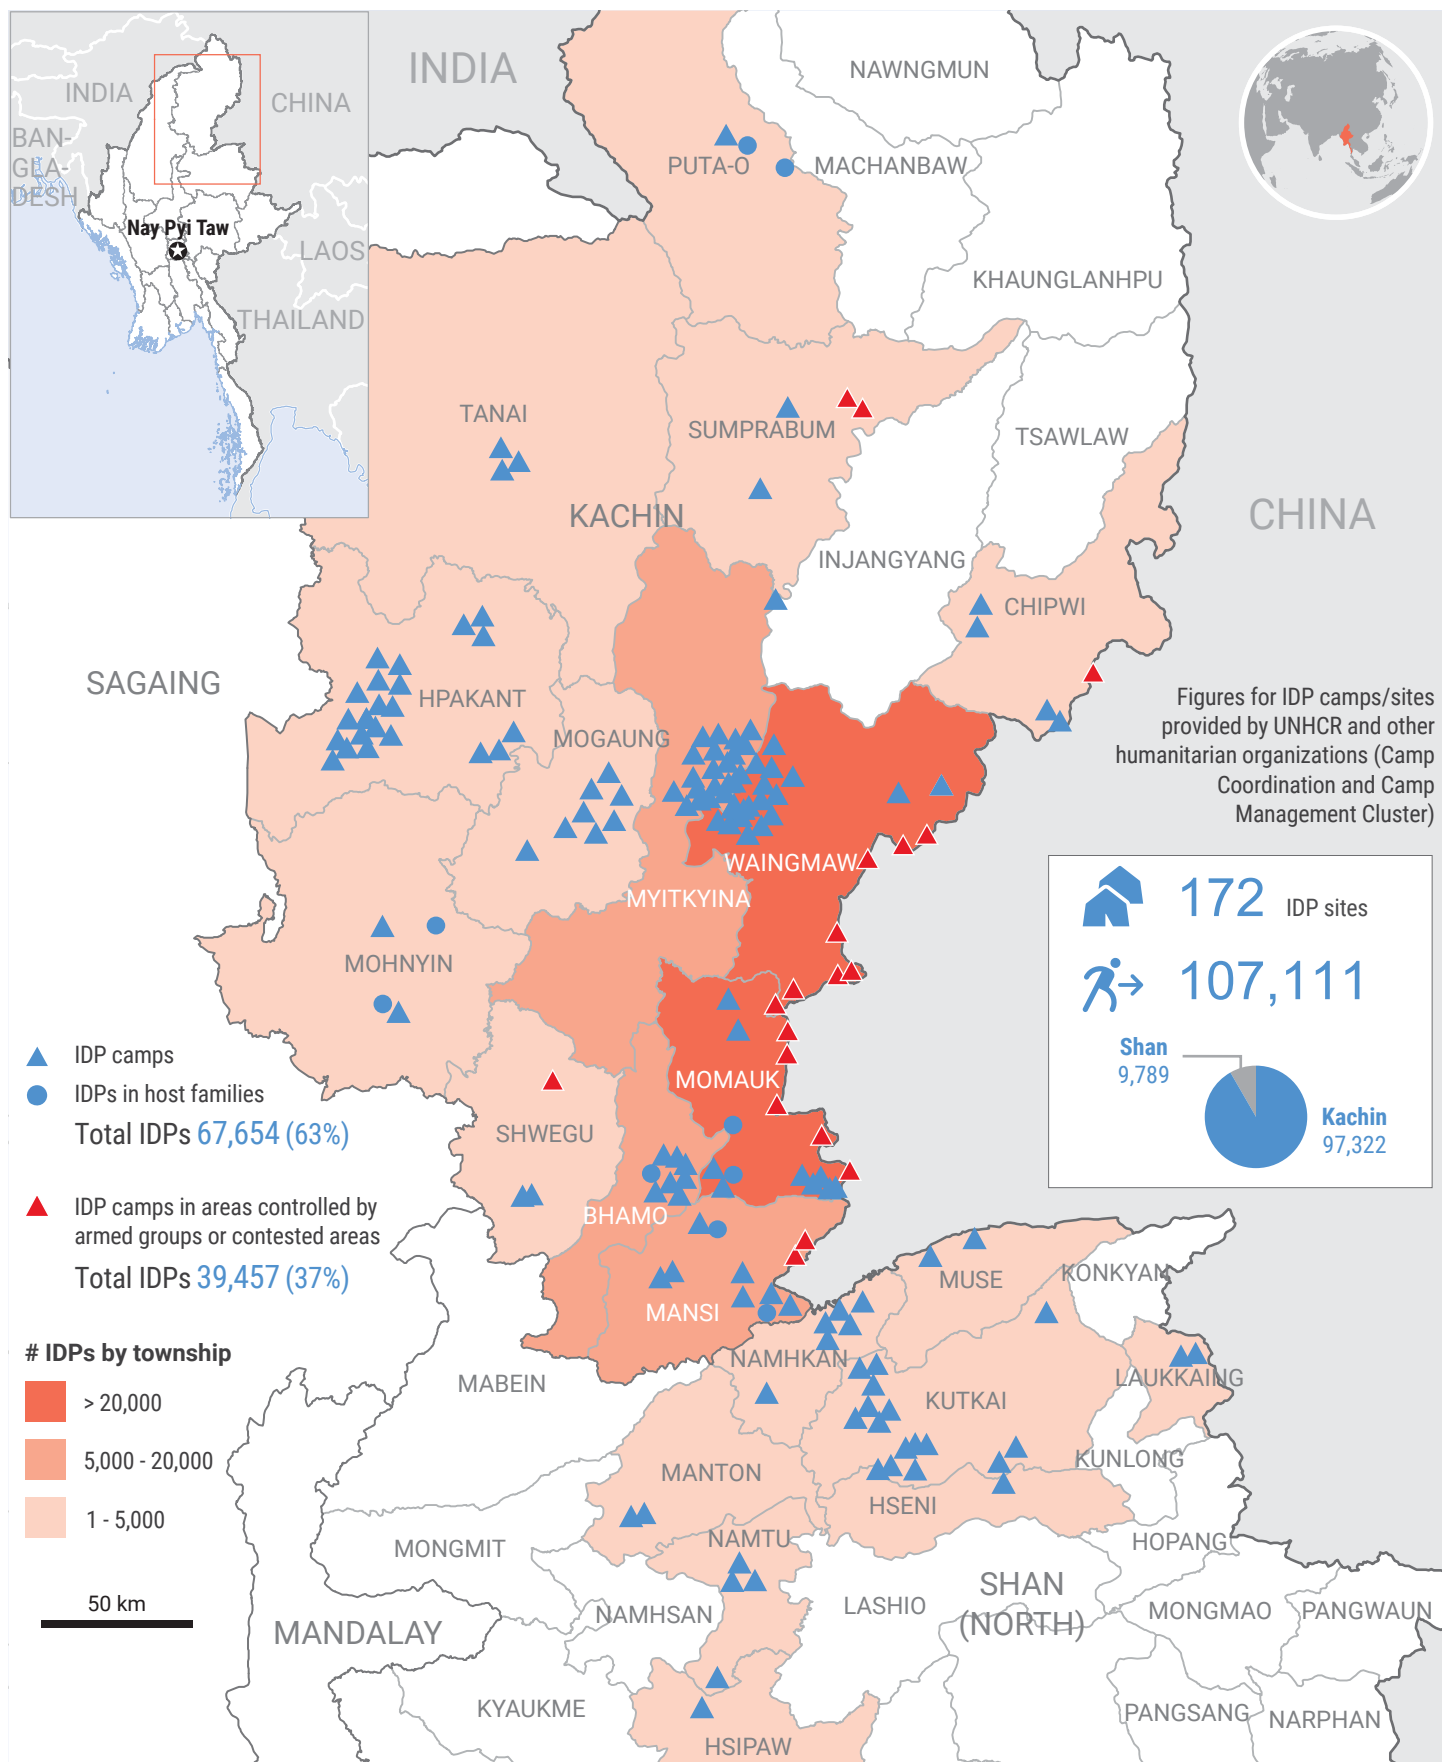 INDIA
CHINA
BAN-
GLA-
DESH
Nay Pyi Taw
LAOS
THAILAND
INDIA
NAWNGMUN
PUTA-O
MACHANBAW
KHAUNGLANHPU
TANAI
SUMPRABUM
TSAWLAW
KACHIN
CHINA
INJANGYANG
CHIPWI
SAGAING
HPAKANT
MOGAUNG
Figures for IDP camps/sites
provided by UNHCR and other
humanitarian organizations (Camp
Coordination and Camp
Management Cluster)
WAINGMAW
MYITKYINA
172 IDP sites
107,111
Shan
9,789
Kachin
97,322
MOHNYIN
MOMAUK
SHWEGU
BHAMO
MANSI
IDP camps
IDPs in host families
Total IDPs 67,654 (63%)
IDP camps in areas controlled by
armed groups or contested areas
Total IDPs 39,457 (37%)
# IDPs by township
> 20,000
5,000 - 20,000
1 - 5,000
50 km
MUSE
KONKYAN
NAMHKAN
LAUKKAING
MABEIN
KUTKAI
KUNLONG
MANTON
HSENI
NAMTU
HOPANG
MONGMIT
SHAN
(NORTH)
LASHIO
NAMHSAN
MONGMAO
PANGWAUN
MANDALAY
KYAUKME
PANGSANG
NARPHAN
HSIPAW